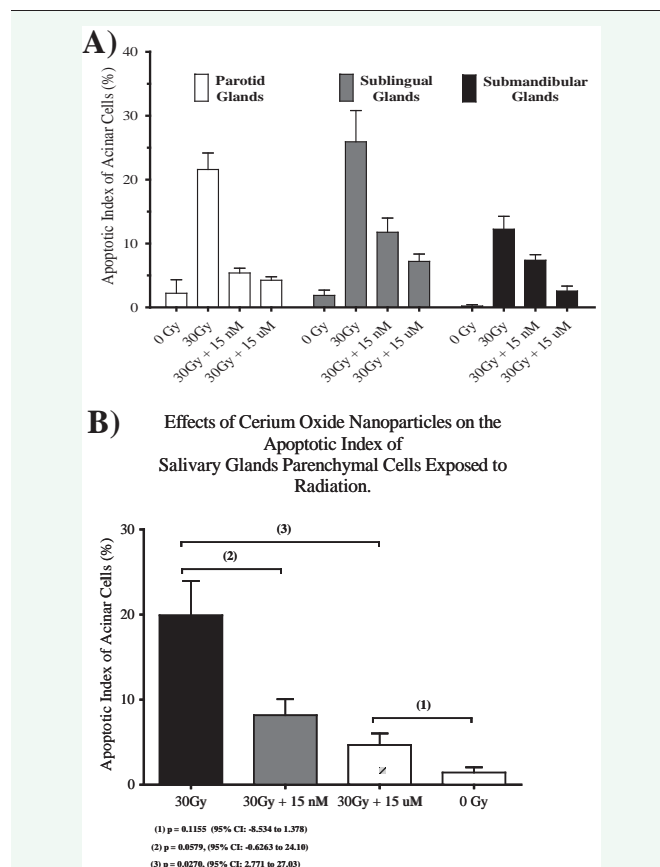 A)
Apoptotic Index of Acinar Cells (%)
40
30
20
10
0
Parotid
Glands
Sublingual
Glands
Submandibular
Glands
0 Gy
30Gy
30Gy + 15 nM
30Gy + 15 uM
0 Gy
30Gy
30Gy + 15 nM
30Gy + 15 uM
0 Gy
30Gy
30Gy + 15 nM
30Gy + 15 uM
B)
Effects of Cerium Oxide Nanoparticles on the
Apoptotic Index of
Salivary Glands Parenchymal Cells Exposed to
Radiation.
Apoptotic Index of Acinar Cells (%)
30
20
10
0
(3)
(2)
(1)
30Gy
30Gy + 15 nM
30Gy + 15 uM
0 Gy
(1) p = 0.1155 (95% CI: -8.534 to 1.378)
(2) p = 0.0579, (95% CI: -0.6263 to 24.10)
(3) p = 0.0270, (95% CI: 2.771 to 27.03)